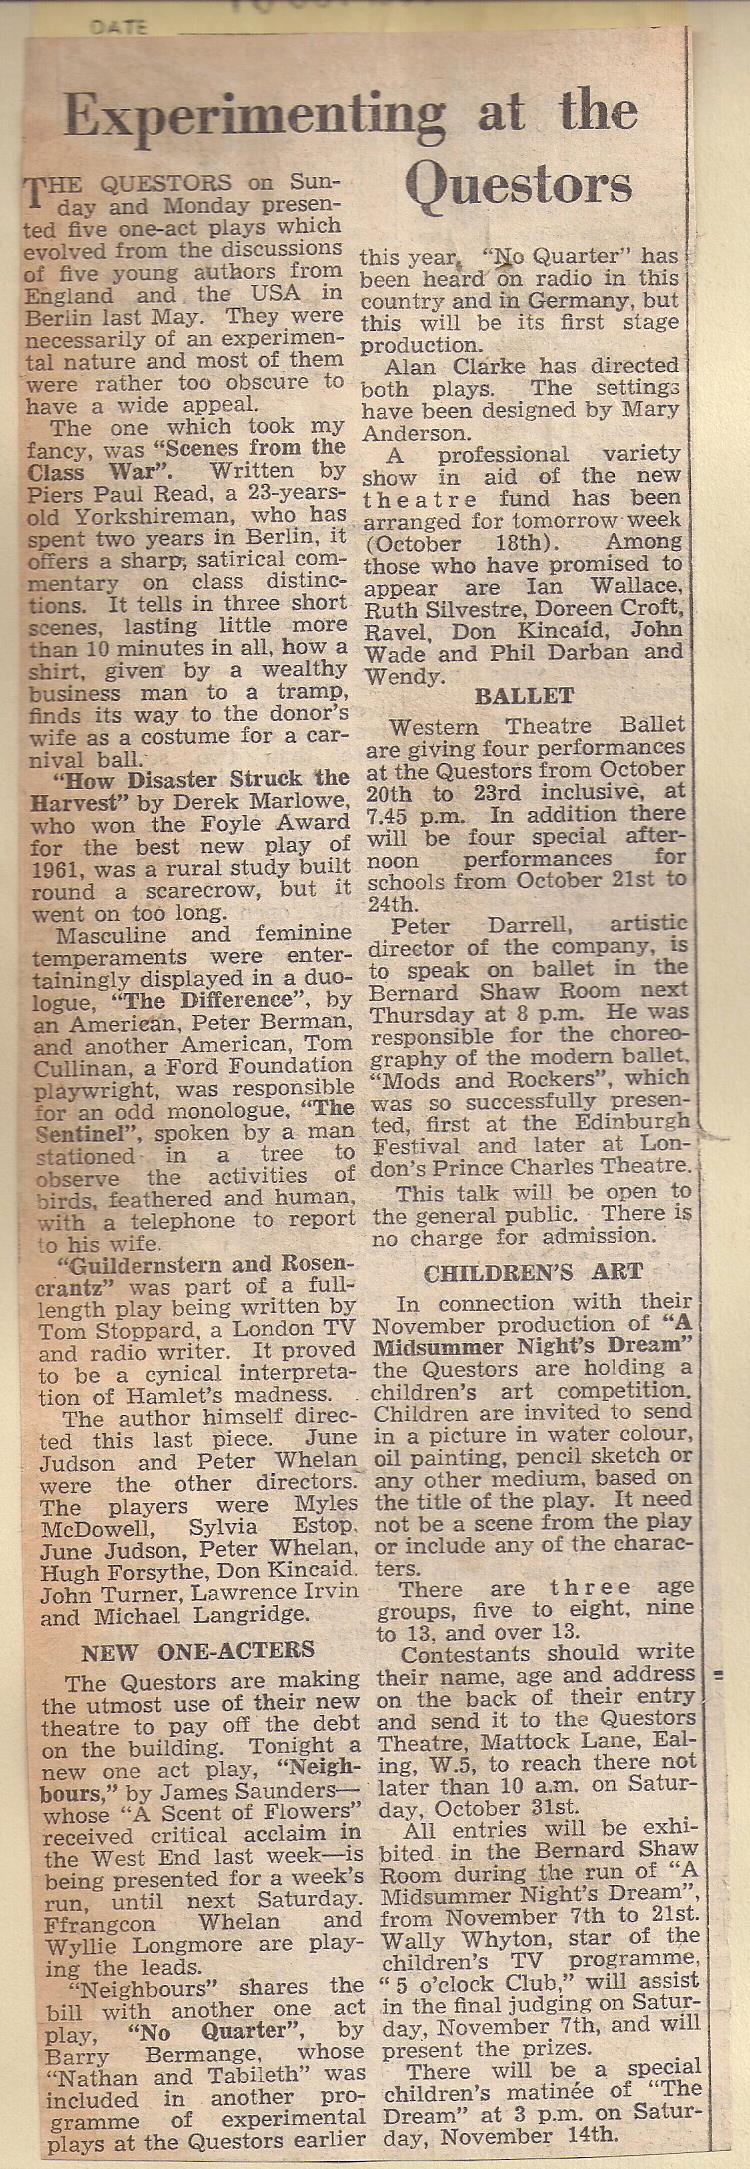 DATE
Experimenting at the
Questors
THE QUESTORS on Sun-
day and Monday presen-
ted five one-act plays which
evolved from the discussions
of five young authors from
England and the USA in
Berlin last May. They were
necessarily of an experimen-
tal nature and most of them
were rather too obscure to
have a wide appeal.
The one which took my
fancy, was "Scenes from the
Class War". Written by
Piers Paul Read, a 23-years-
old Yorkshireman, who has
spent two years in Berlin, it
offers a sharp, satirical com-
mentary on class distinc-
tions. It tells in three short
scenes, lasting little more
than 10 minutes in all, how a
shirt, given by a wealthy
business man to a tramp,
finds its way to the donor's
wife as a costume for a car-
nival ball.
"How Disaster Struck the
Harvest" by Derek Marlowe,
who won the Foyle Award
for the best new play of
1961, was a rural study built
round a scarecrow, but it
went on too long.
Masculine and feminine
temperaments were enter-
tainingly displayed in a duo-
logue, "The Difference", by
an American, Peter Berman,
and another American, Tom
Cullinan, a Ford Foundation
playwright, was responsible
for an odd monologue, "The
Sentinel", spoken by a man
stationed in a tree to
observe the activities of
birds, feathered and human,
with a telephone to report
to his wife.
"Guildernstern and Rosen-
crantz" was part of a full-
length play being written by
Tom Stoppard, a London TV
and radio writer. It proved
to be a cynical interpreta-
tion of Hamlet's madness.
The author himself direc-
ted this last piece. June
Judson and Peter Whelan
were the other directors.
The players were Myles
McDowell, Sylvia Estop,
June Judson, Peter Whelan,
Hugh Forsythe, Don Kincaid,
John Turner, Lawrence Irvin
and Michael Langridge.
NEW ONE-ACTERS
The Questors are making
the utmost use of their new
theatre to pay off the debt
on the building. Tonight a
new one act play, "Neigh-
bours," by James Saunders—
whose "A Scent of Flowers"
received critical acclaim in
the West End last week—is
being presented for a week's
run, until next Saturday.
Ffrangcon Whelan and
Wyllie Longmore are play-
ing the leads.
"Neighbours" shares the
bill with another one act
play, "No Quarter", by
Barry Bermange, whose
"Nathan and Tabileth" was
included in another pro-
gramme of experimental
plays at the Questors earlier
this year. "No Quarter" has
been heard on radio in this
country and in Germany, but
this will be its first stage
production.
Alan Clarke has directed
both plays. The settings
have been designed by Mary
Anderson.
A professional variety
show in aid of the new
theatre fund has been
arranged for tomorrow week
(October 18th). Among
those who have promised to
appear are Ian Wallace,
Ruth Silvestre, Doreen Croft,
Ravel, Don Kincaid, John
Wade and Phil Darban and
Wendy.
BALLET
Western Theatre Ballet
are giving four performances
at the Questors from October
20th to 23rd inclusive, at
7.45 p.m. In addition there
will be four special after-
noon performances for
schools from October 21st to
24th.
Peter Darrell, artistic
director of the company, is
to speak on ballet in the
Bernard Shaw Room next
Thursday at 8 p.m. He was
responsible for the choreo-
graphy of the modern ballet,
"Mods and Rockers", which
was so successfully presen-
ted, first at the Edinburgh
Festival and later at Lon-
don's Prince Charles Theatre.
This talk will be open to
the general public. There is
no charge for admission.
CHILDREN'S ART
In connection with their
November production of "A
Midsummer Night's Dream"
the Questors are holding a
children's art competition.
Children are invited to send
in a picture in water colour,
oil painting, pencil sketch or
any other medium, based on
the title of the play. It need
not be a scene from the play
or include any of the charac-
ters.
There are three age
groups, five to eight, nine
to 13, and over 13.
Contestants should write
their name, age and address
on the back of their entry
and send it to the Questors
Theatre, Mattock Lane, Eal-
ing, W.5, to reach there not
later than 10 a.m. on Satur-
day, October 31st.
All entries will be exhi-
bited in the Bernard Shaw
Room during the run of "A
Midsummer Night's Dream",
from November 7th to 21st.
Wally Whyton, star of the
children's TV programme,
"5 o'clock Club," will assist
in the final judging on Satur-
day, November 7th, and will
present the prizes.
There will be a special
children's matinée of "The
Dream" at 3 p.m. on Satur-
day, November 14th.